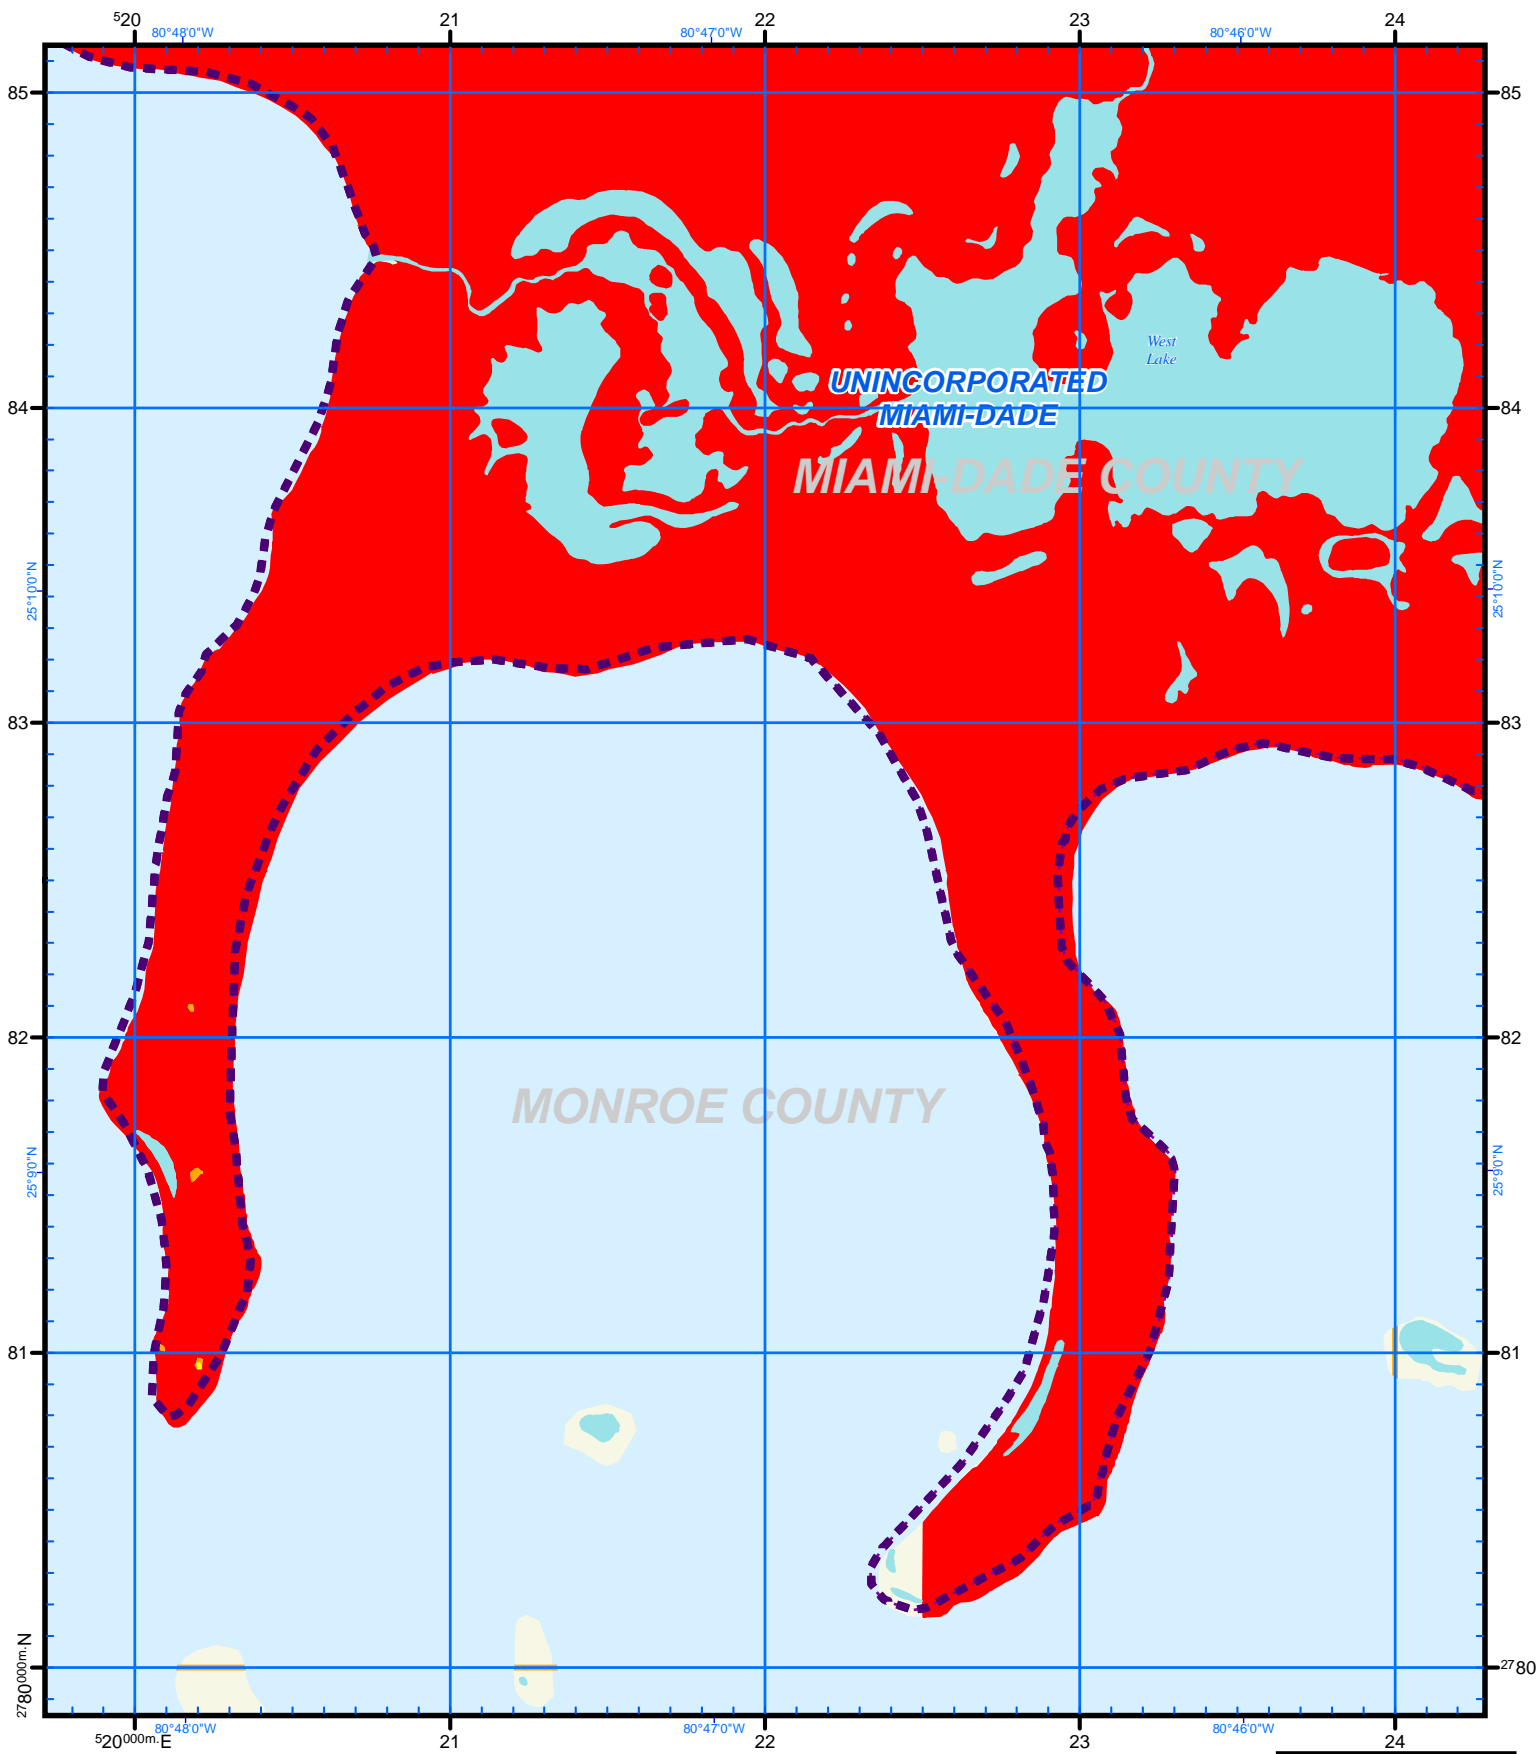 520 21 22 23 24
80°48'0"W 80°47'0"W 80°46'0"W
85 85
West
Lake
UNINCORPORATED
84 MIAMI-DADE 84
MIAMI-DADE COUNTY
25°10'0"N 25°10'0"N
83 83
82 82
MONROE COUNTY
25°9'0"N 25°9'0"N
81 81
2780000m.N 2780
80°48'0"W 80°47'0"W 80°46'0"W
520000m.E 21 22 23 24